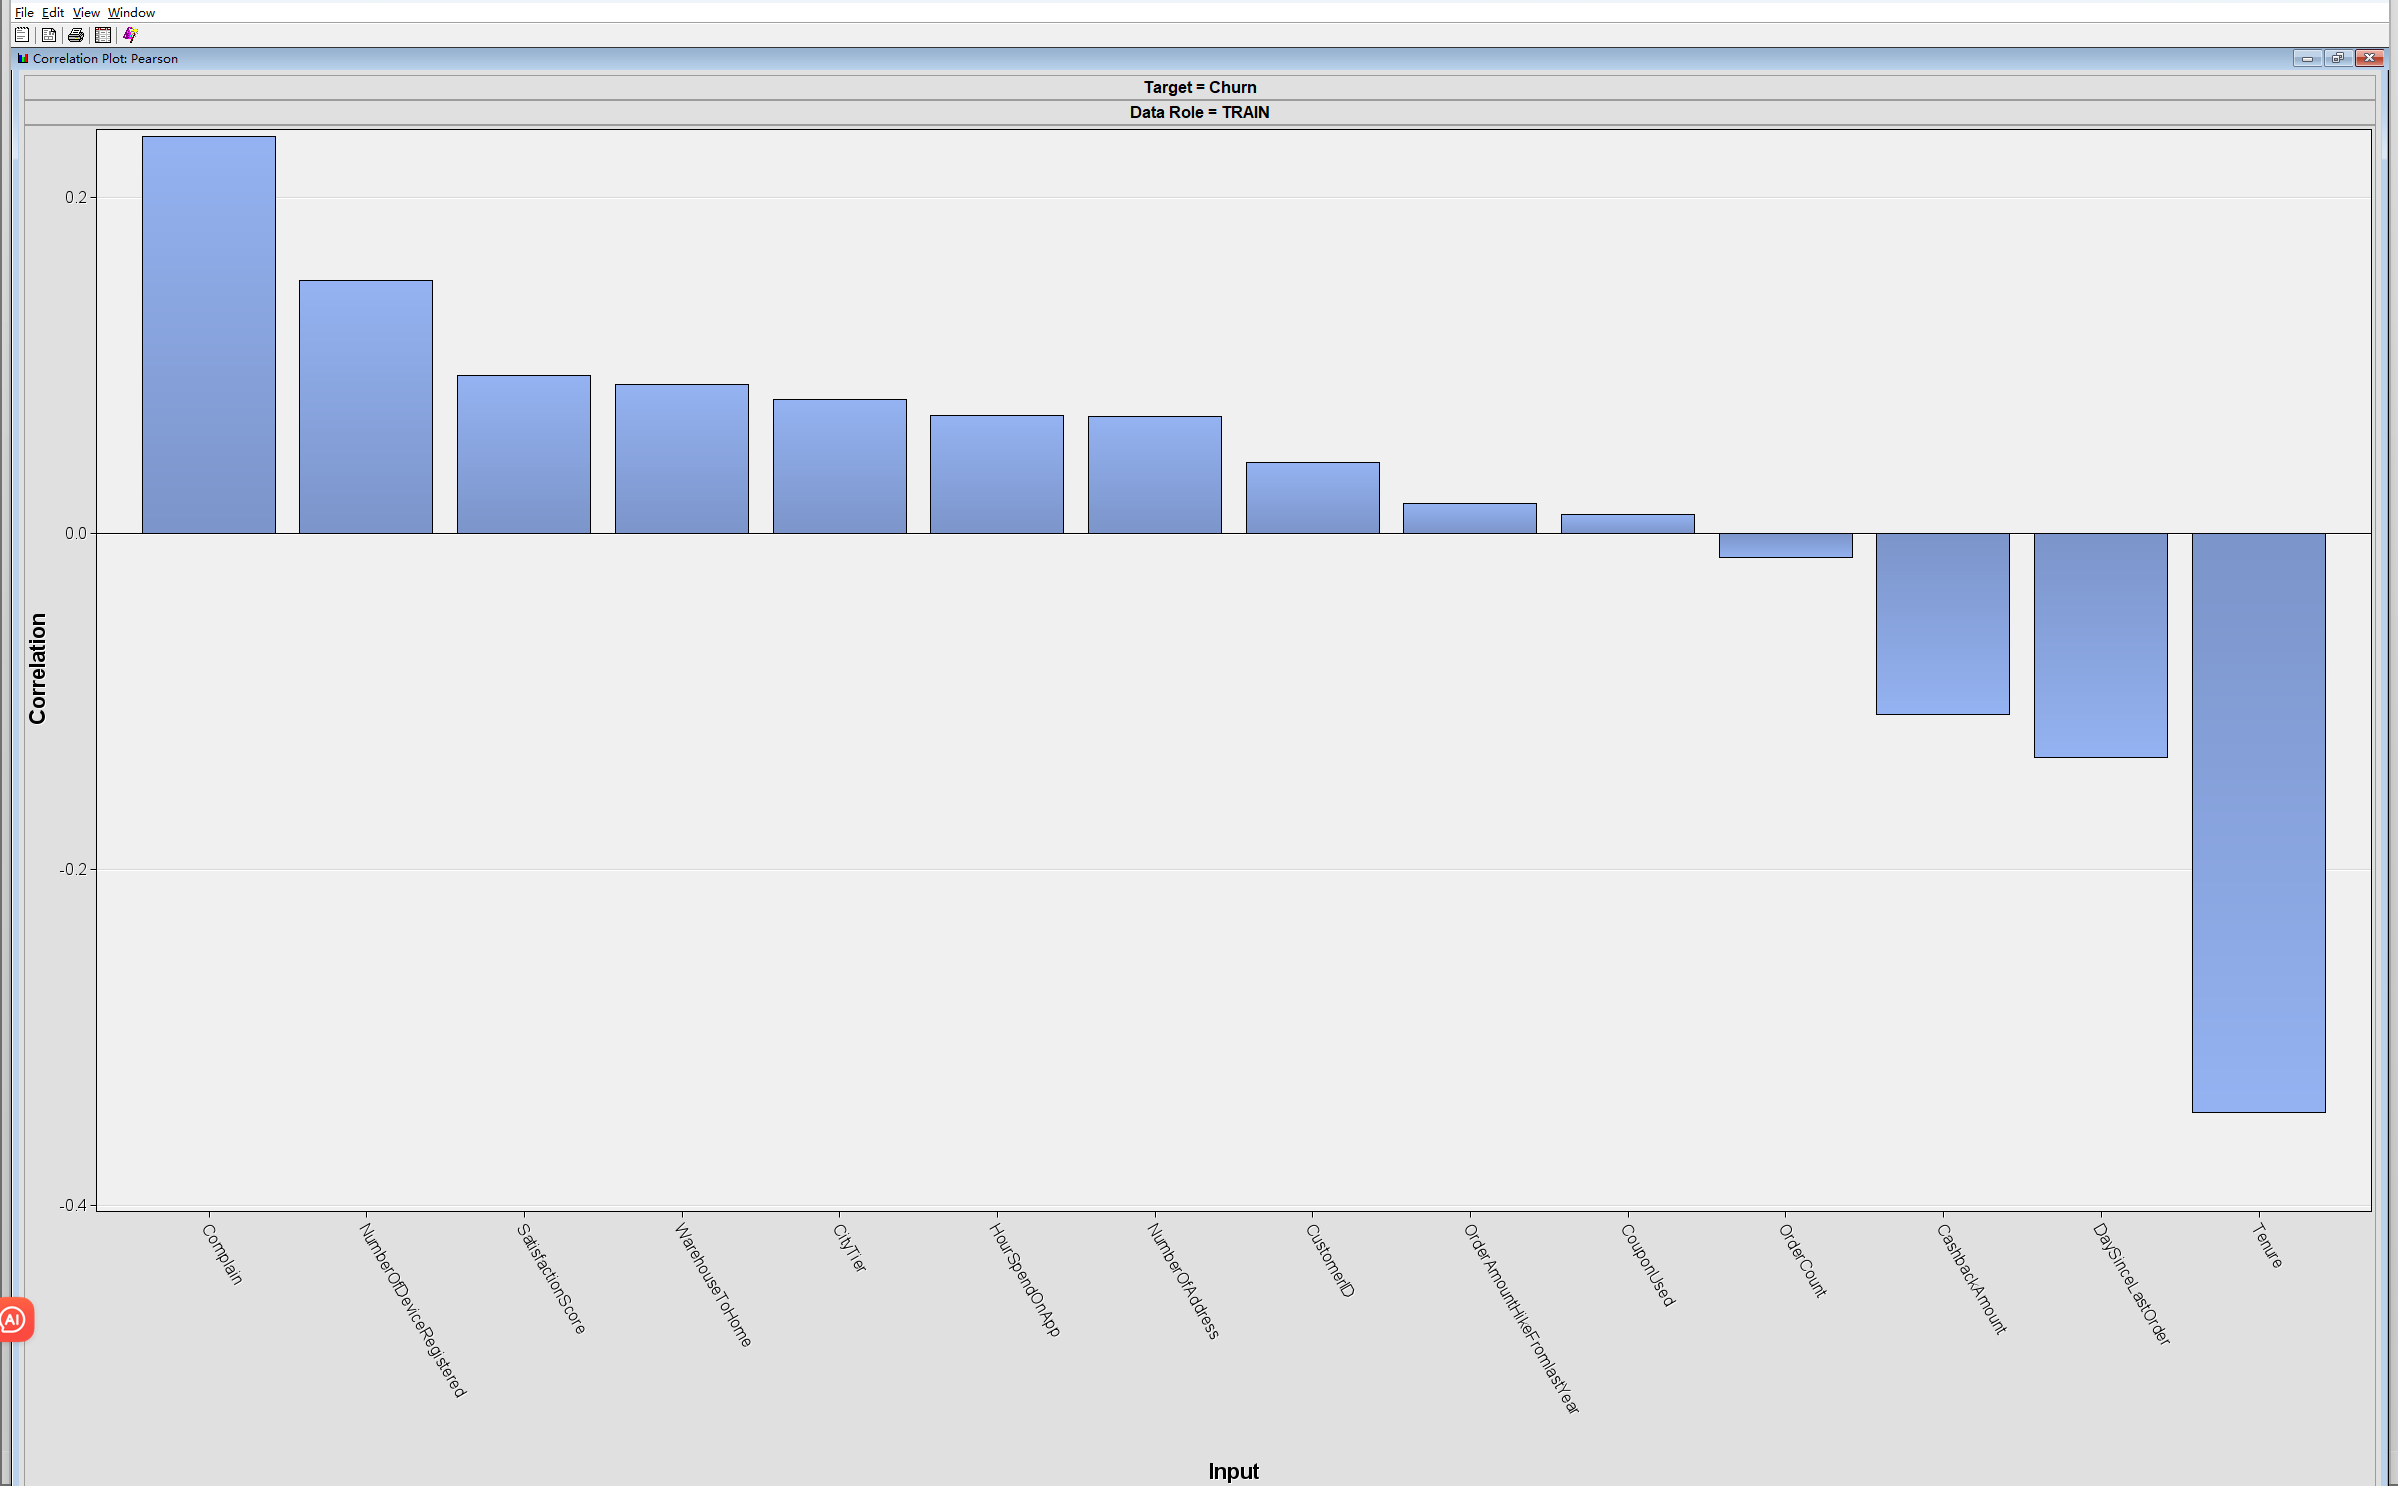 File Edit View Window
Correlation Plot: Pearson
Target = Churn
Data Role = TRAIN
0.2
0.0
-0.2
-0.4
Correlation
Complain
NumberOfDeviceRegistered
SatisfactionScore
WarehouseToHome
CityTier
HourSpendOnApp
NumberOfAddress
CustomerID
OrderAmountHikeFromlastYear
CouponUsed
OrderCount
CashbackAmount
DaySinceLastOrder
Tenure
AI
Input